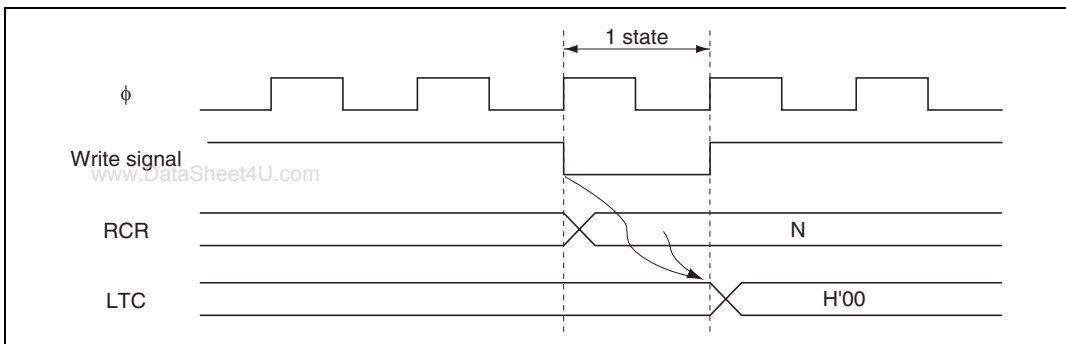 1 state
ϕ
Write signal
www.DataSheet4U.com
RCR
N
LTC
H'00